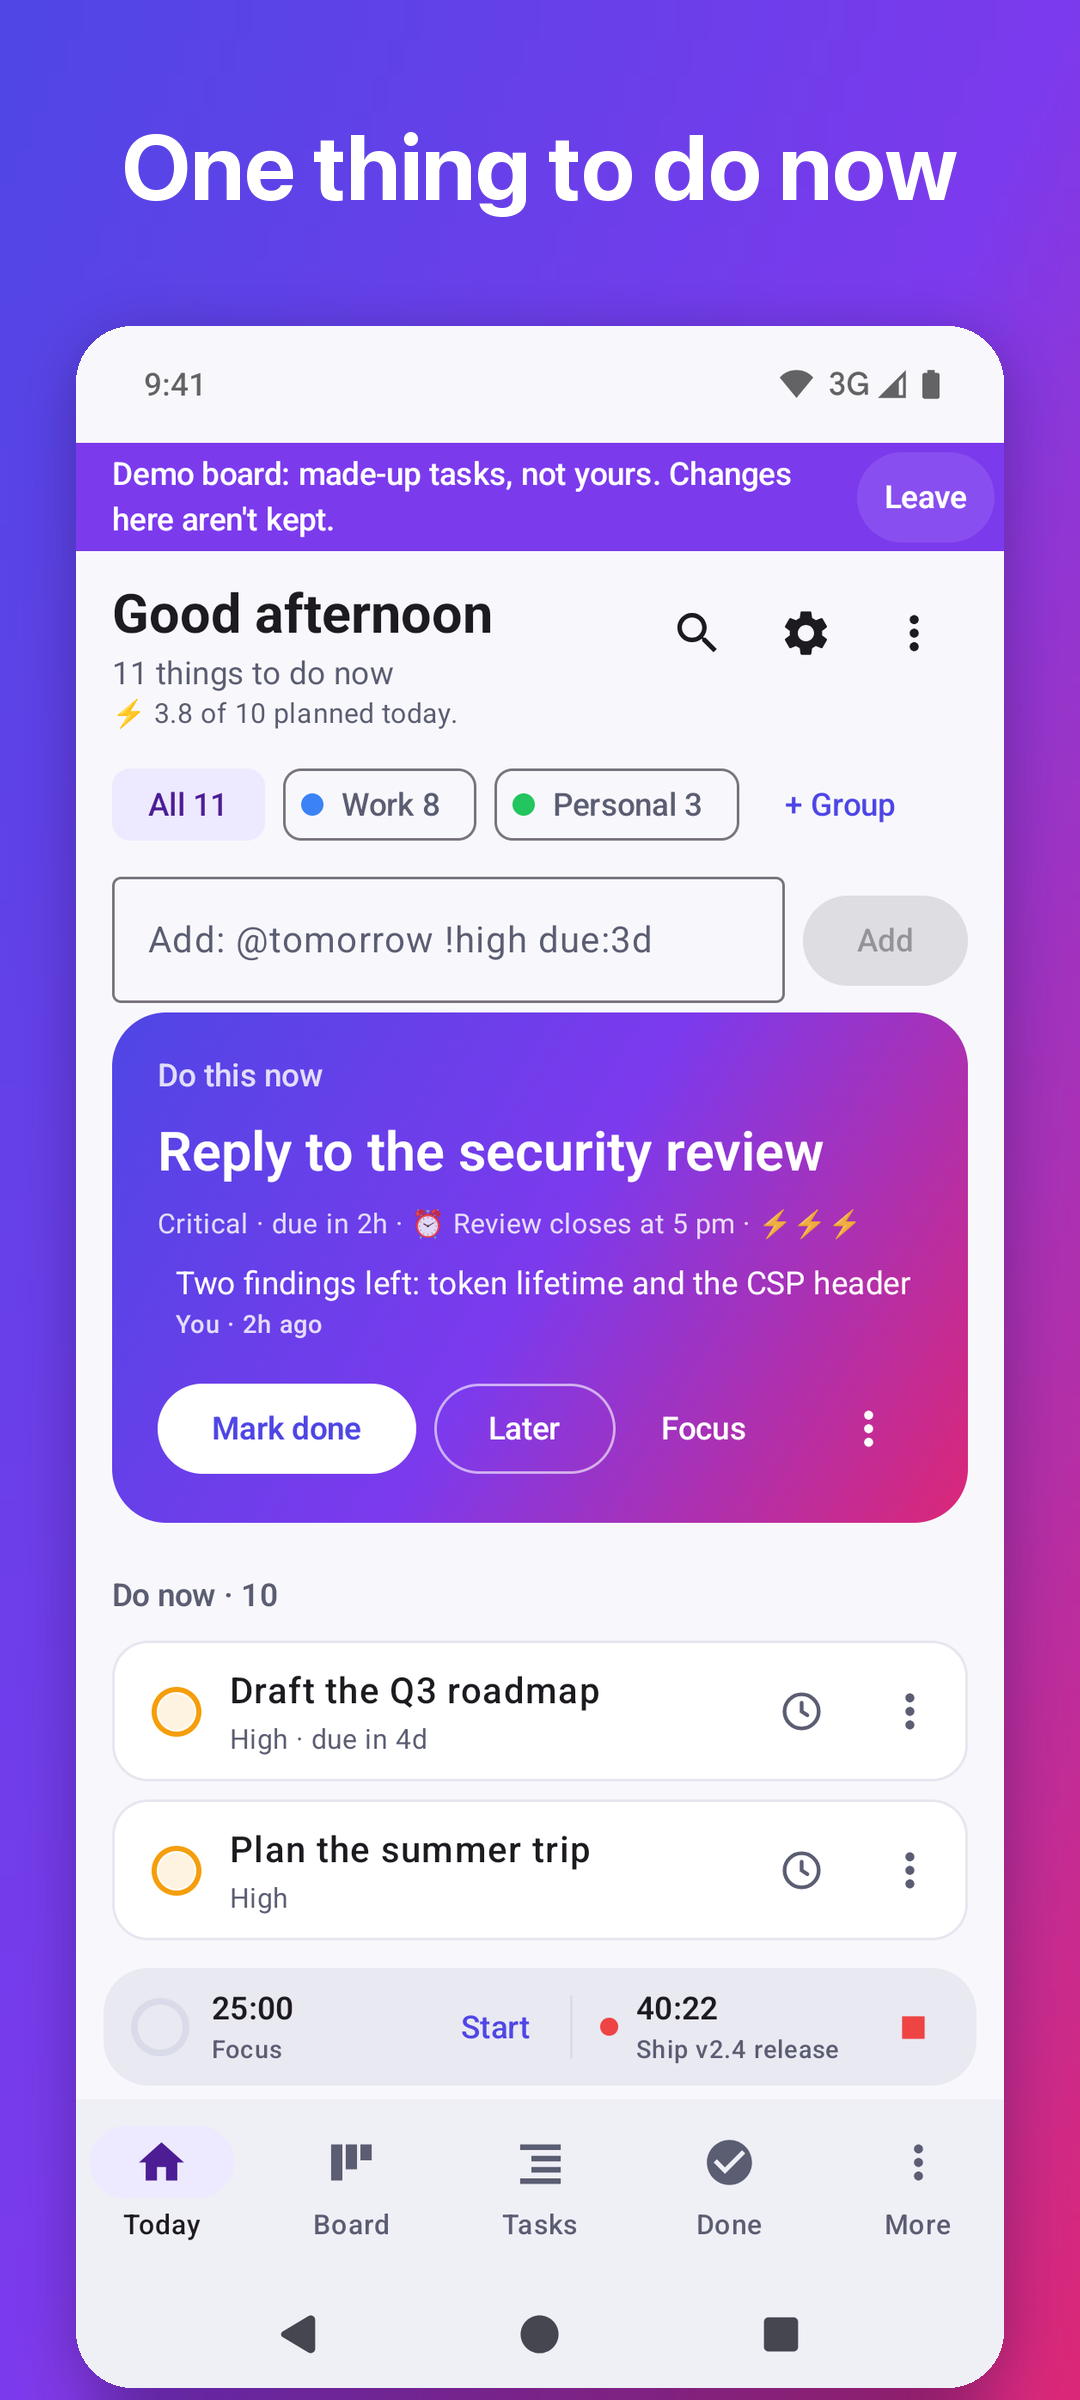 One thing to do now
9:41
3G
Demo board: made-up tasks, not yours. Changes
here aren't kept.
Leave
Good afternoon
11 things to do now
⚡ 3.8 of 10 planned today.
All 11
Work 8
Personal 3
+ Group
Add: @tomorrow !high due:3d
Add
Do this now
Reply to the security review
Critical · due in 2h · ⏰ Review closes at 5 pm · ⚡⚡⚡
Two findings left: token lifetime and the CSP header
You · 2h ago
Mark done
Later
Focus
Do now · 10
Draft the Q3 roadmap
High · due in 4d
Plan the summer trip
High
25:00
Focus
Start
40:22
Ship v2.4 release
Today
Board
Tasks
Done
More